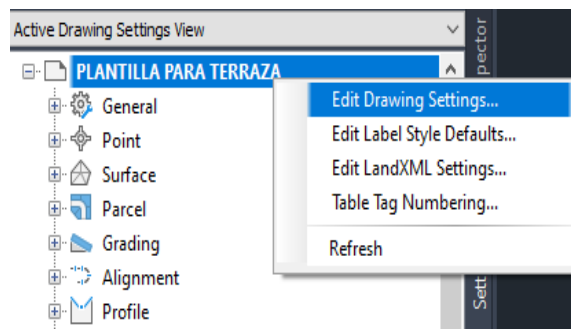 Active Drawing Settings View
PLANTILLA PARA TERRAZA
General
Point
Surface
Parcel
Grading
Alignment
Profile
Edit Drawing Settings...
Edit Label Style Defaults...
Edit LandXML Settings...
Table Tag Numbering...
Refresh
pector
Sett